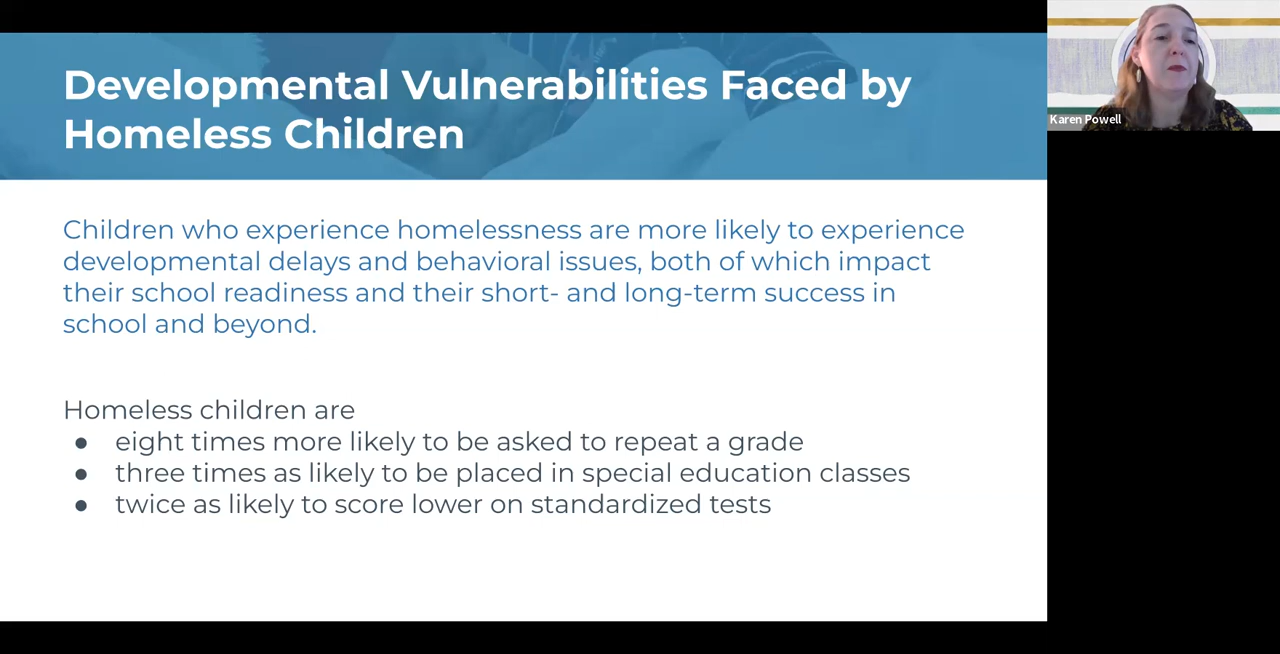 Developmental Vulnerabilities Faced by
Homeless Children
Karen Powell
Children who experience homelessness are more likely to experience
developmental delays and behavioral issues, both of which impact
their school readiness and their short- and long-term success in
school and beyond.
Homeless children are
● eight times more likely to be asked to repeat a grade
● three times as likely to be placed in special education classes
● twice as likely to score lower on standardized tests